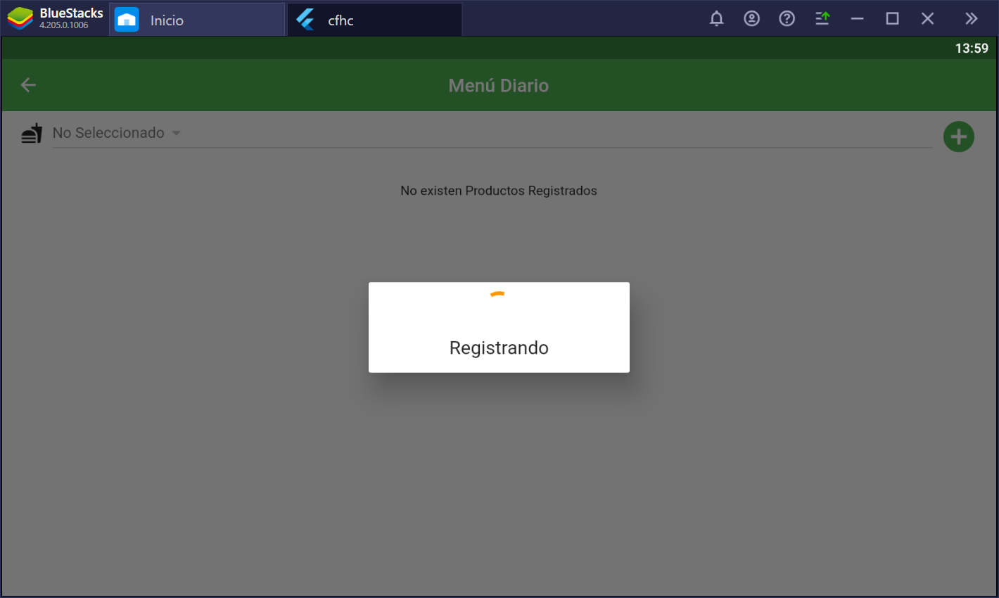 BlueStacks
4.205.0.1006
Inicio
cfhc
13:59
Menú Diario
No Seleccionado
No existen Productos Registrados
Registrando